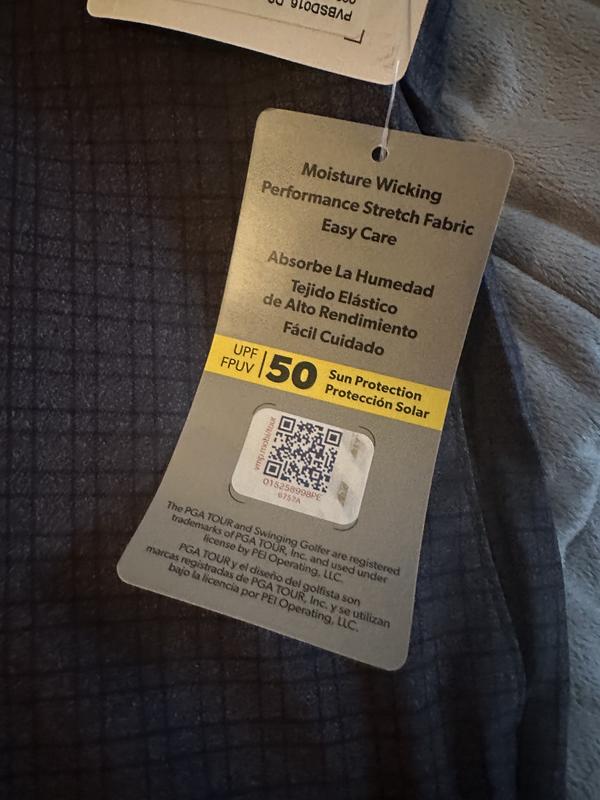 PVBSD016
Moisture Wicking
Performance Stretch Fabric
Easy Care
Absorbe La Humedad
Tejido Elástico
de Alto Rendimiento
Fácil Cuidado
UPF
FPUV
50
Sun Protection
Protección Solar
015258998PE
6757A
The PGA TOUR and Swinging Golfer are registered
trademarks of PGA TOUR, Inc. and used under
license by PEI Operating, LLC.
PGA TOUR y el diseño del golfista son
marcas registradas de PGA TOUR, Inc. y se utilizan
bajo la licencia por PEI Operating, LLC.